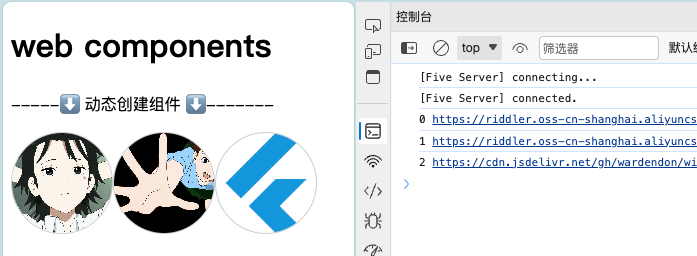 web components
-----⬇️ 动态创建组件 ⬇️-------
控制台
top ▼
筛选器
默认
[Five Server] connecting...
[Five Server] connected.
0 https://riddler.oss-cn-shanghai.aliyuncs
1 https://riddler.oss-cn-shanghai.aliyuncs
2 https://cdn.jsdelivr.net/gh/wardendon/wi